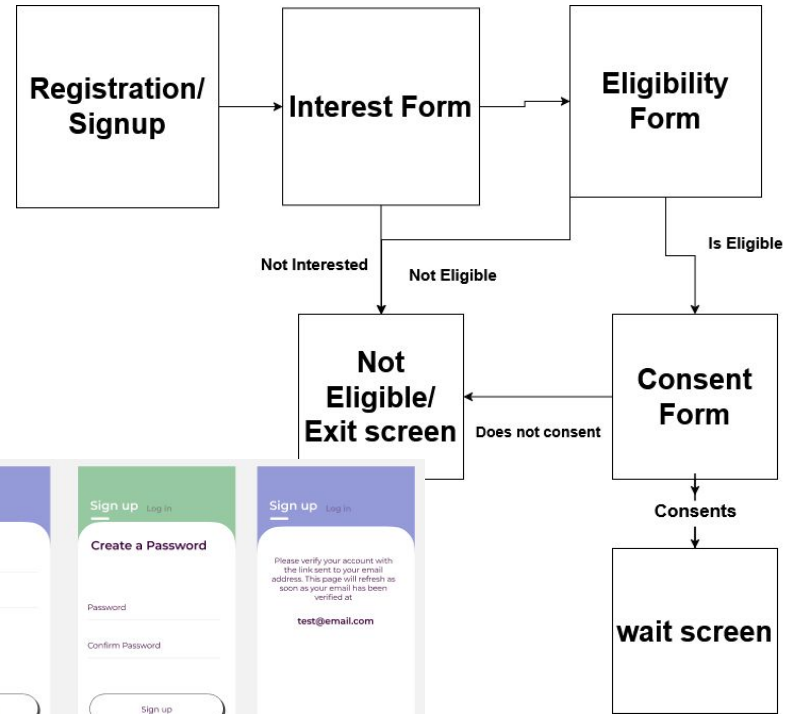 Registration/
Signup
Interest Form
Eligibility
Form
Not Interested
Not Eligible
Is Eligible
Not
Eligible/
Exit screen
Does not consent
Consent
Form
Consents
wait screen
Sign up Log in
Create a Password
Password
Confirm Password
Sign up
Sign up Log in
Please verify your account with
the link sent to your email
address. This page will refresh as
soon as your email has been
verified at
test@email.com